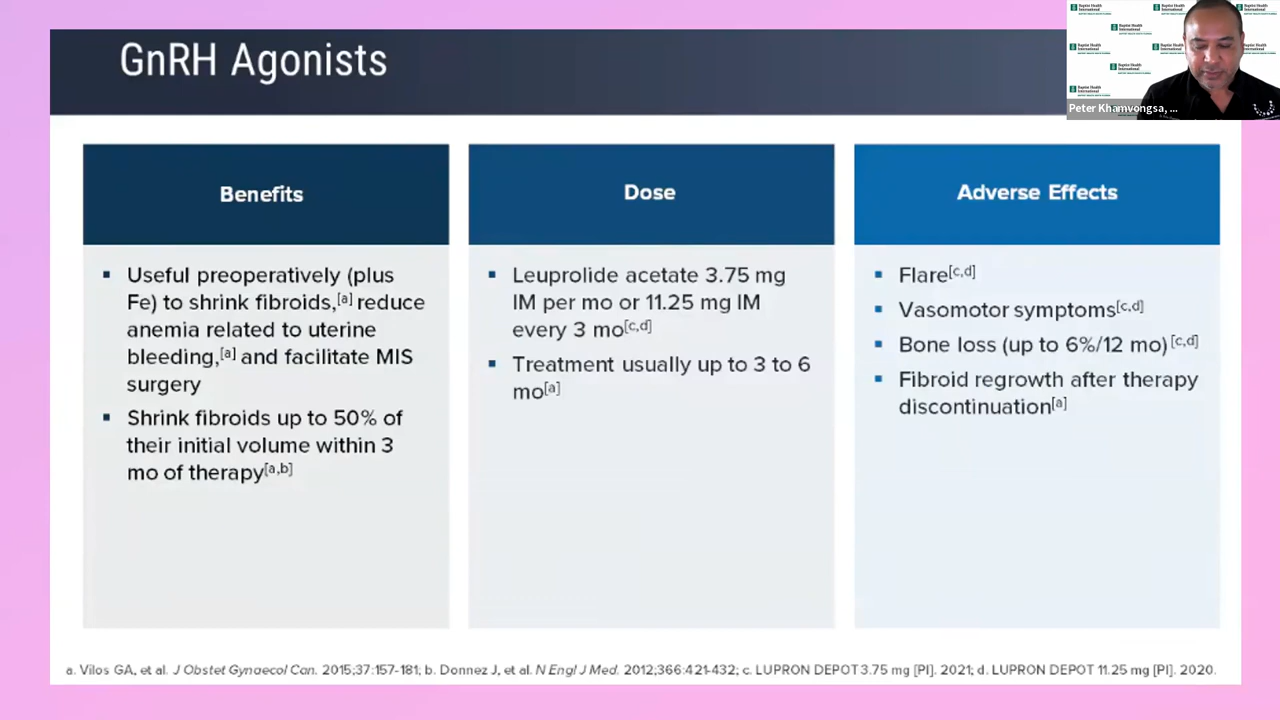 GnRH Agonists
Baptist Health
International
Peter Khamvongsa, ...
Benefits
Useful preoperatively (plus
Fe) to shrink fibroids,[a] reduce
anemia related to uterine
bleeding,[a] and facilitate MIS
surgery
Shrink fibroids up to 50% of
their initial volume within 3
mo of therapy[a,b]
Dose
Leuprolide acetate 3.75 mg
IM per mo or 11.25 mg IM
every 3 mo[c,d]
Treatment usually up to 3 to 6
mo[a]
Adverse Effects
Flare[c,d]
Vasomotor symptoms[c,d]
Bone loss (up to 6%/12 mo)[c,d]
Fibroid regrowth after therapy
discontinuation[a]
a. Vilos GA, et al. J Obstet Gynaecol Can. 2015;37:157-181; b. Donnez J, et al. N Engl J Med. 2012;366:421-432; c. LUPRON DEPOT 3.75 mg [PI]. 2021; d. LUPRON DEPOT 11.25 mg [PI]. 2020.